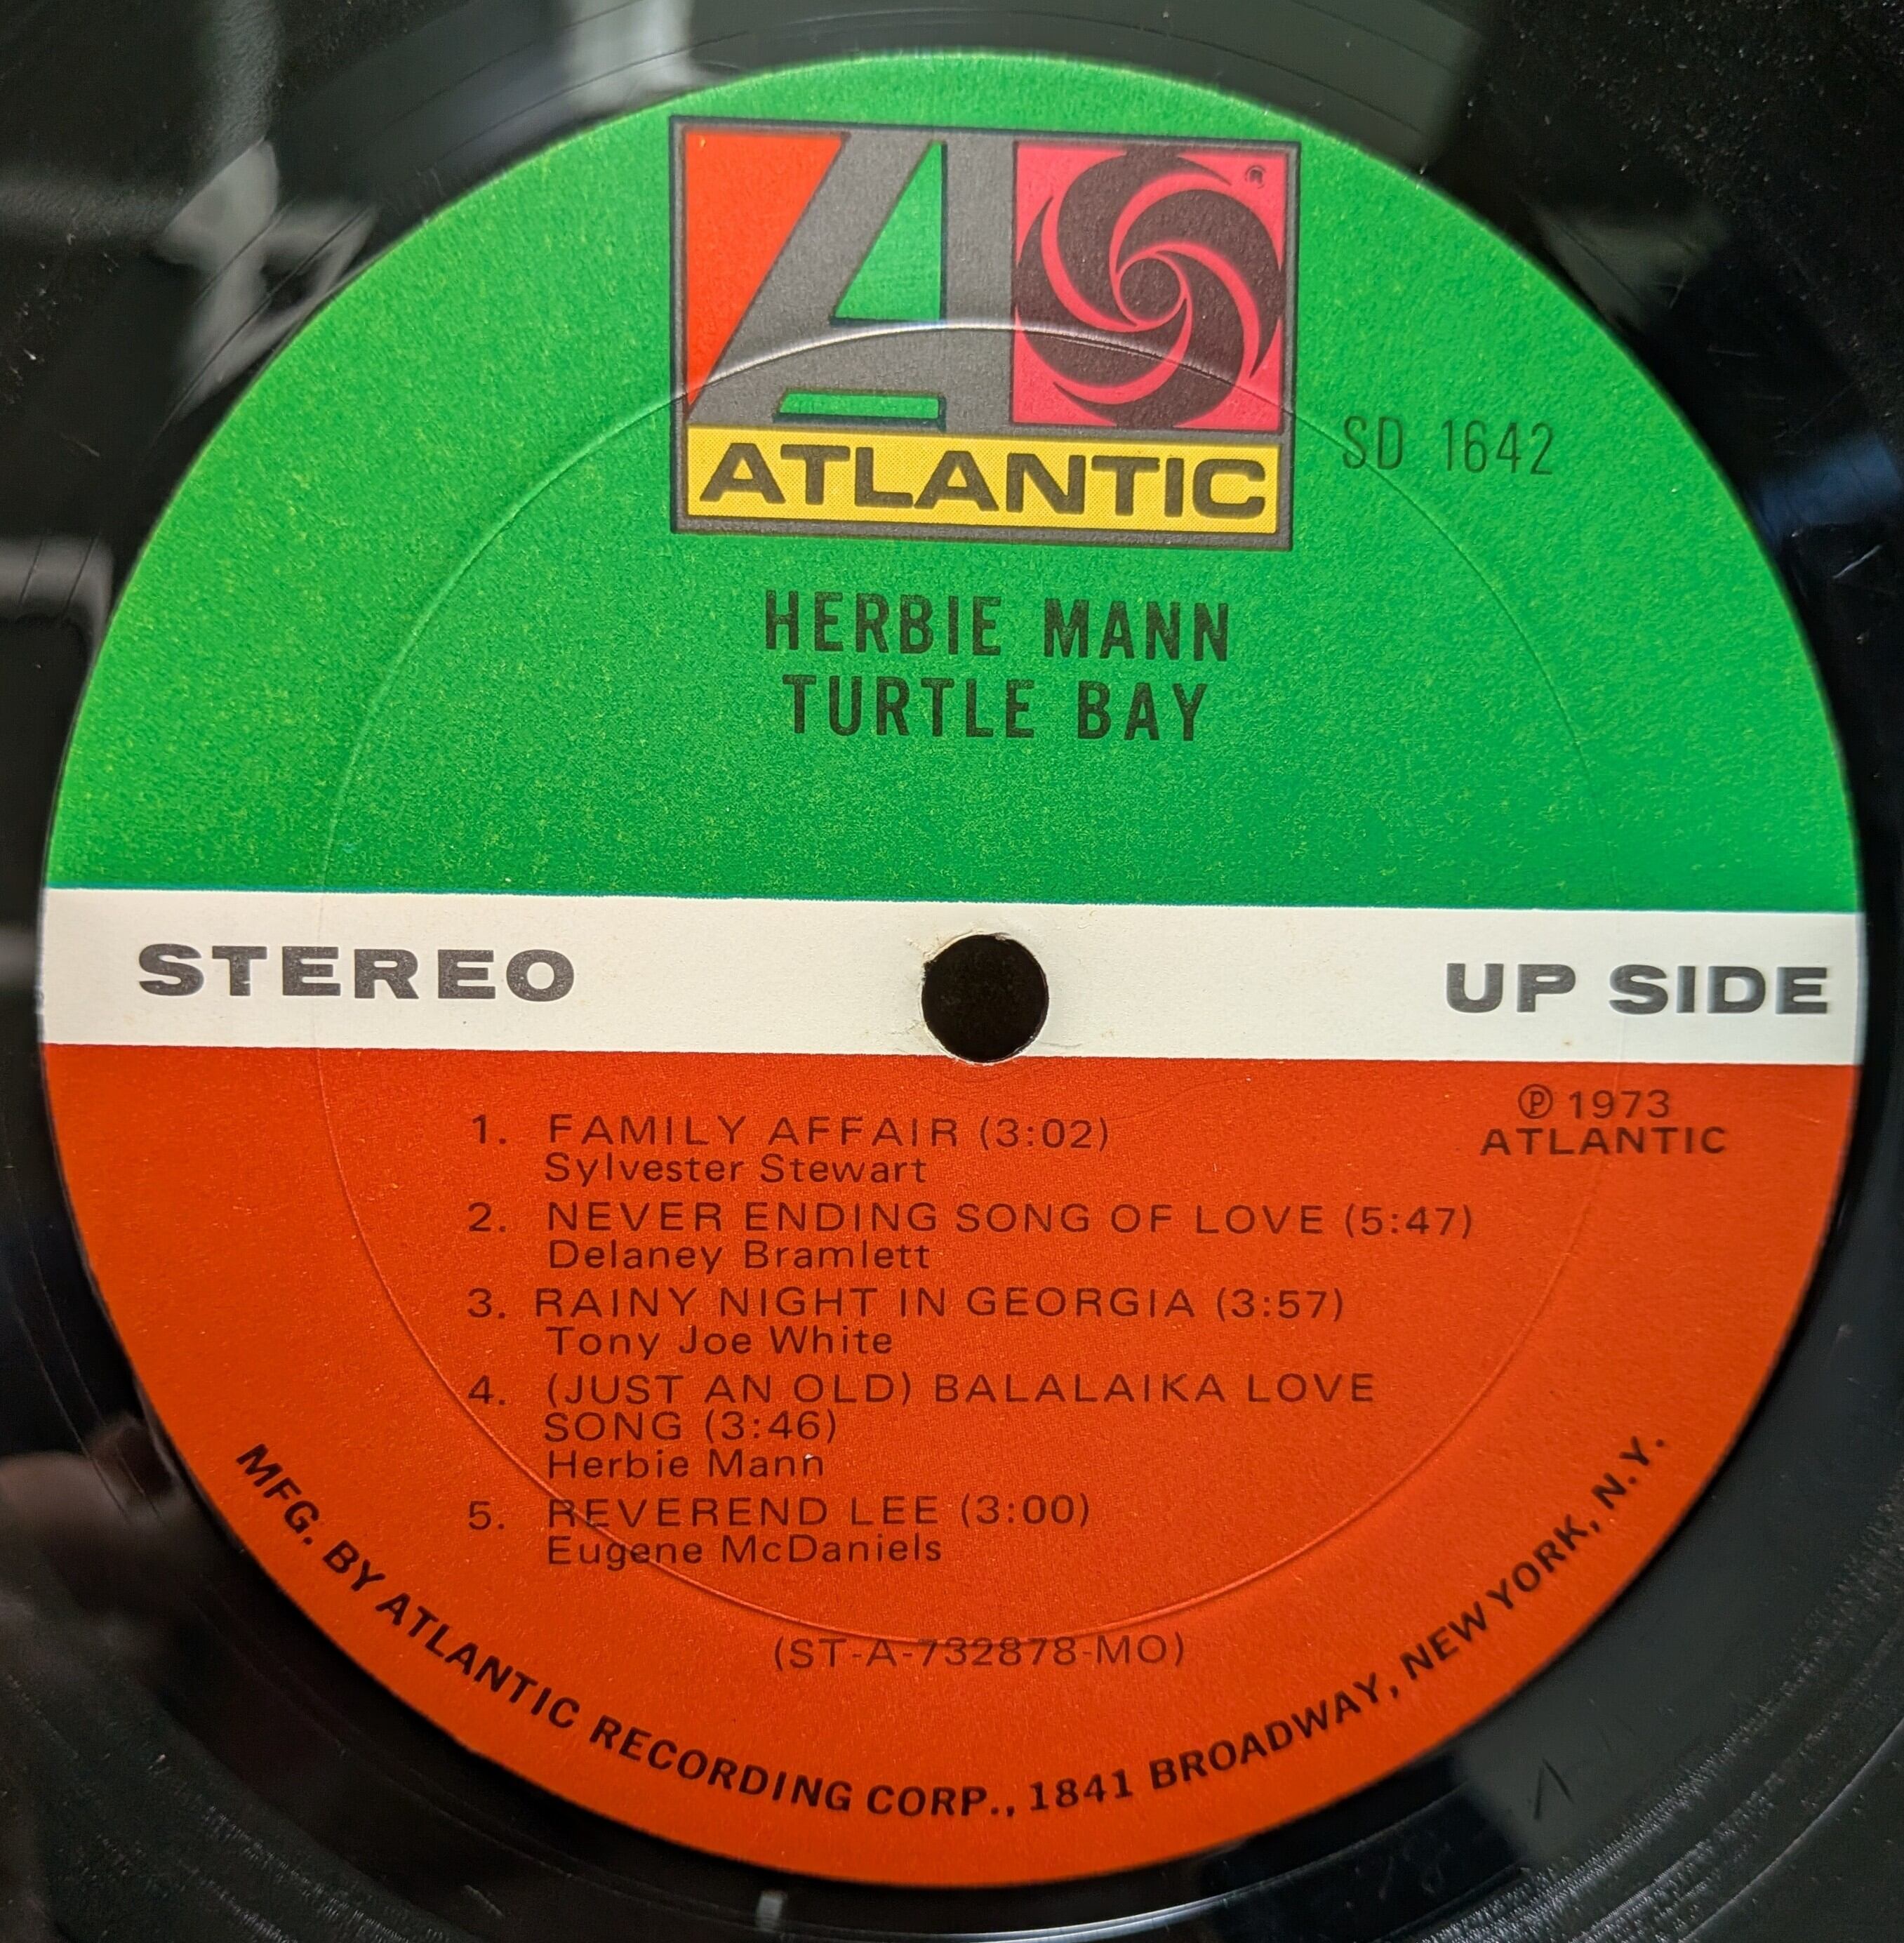 ATLANTIC
®
SD 1642
HERBIE MANN
TURTLE BAY
STEREO
UP SIDE
℗ 1973
ATLANTIC
1. FAMILY AFFAIR (3:02)
Sylvester Stewart
2. NEVER ENDING SONG OF LOVE (5:47)
Delaney Bramlett
3. RAINY NIGHT IN GEORGIA (3:57)
Tony Joe White
4. (JUST AN OLD) BALALAIKA LOVE
SONG (3:46)
Herbie Mann
5. REVEREND LEE (3:00)
Eugene McDaniels
(ST-A-732878-MO)
MFG. BY ATLANTIC RECORDING CORP., 1841 BROADWAY, NEW YORK, N.Y.